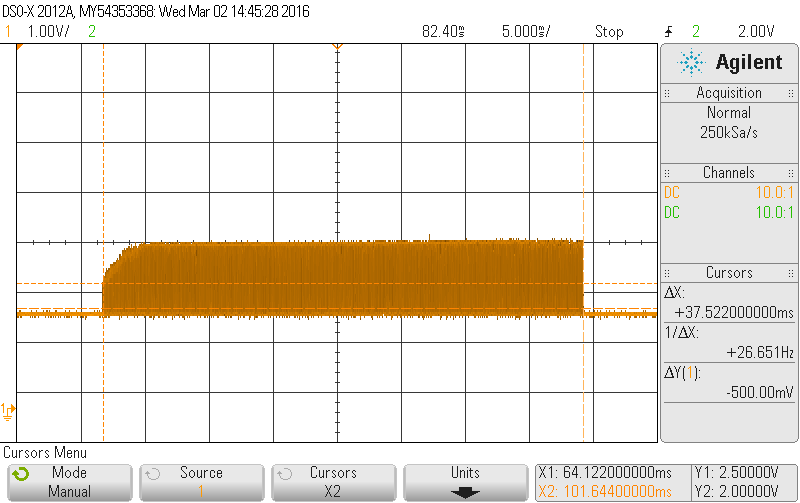 DSO-X 2012A, MY54353368: Wed Mar 02 14:45:28 2016
1 1.00V/ 2 82.40s 5.000s/ Stop 2 2.00V
Agilent
Acquisition
Normal
250kSa/s
Channels
DC 10.0:1
DC 10.0:1
Cursors
ΔX:
+37.522000000ms
1/ΔX:
+26.651Hz
ΔY(1):
-500.00mV
1
Cursors Menu
Mode
Manual
Source
1
Cursors
X2
Units
X1: 64.122000000ms
X2: 101.64400000ms
Y1: 2.50000V
Y2: 2.00000V